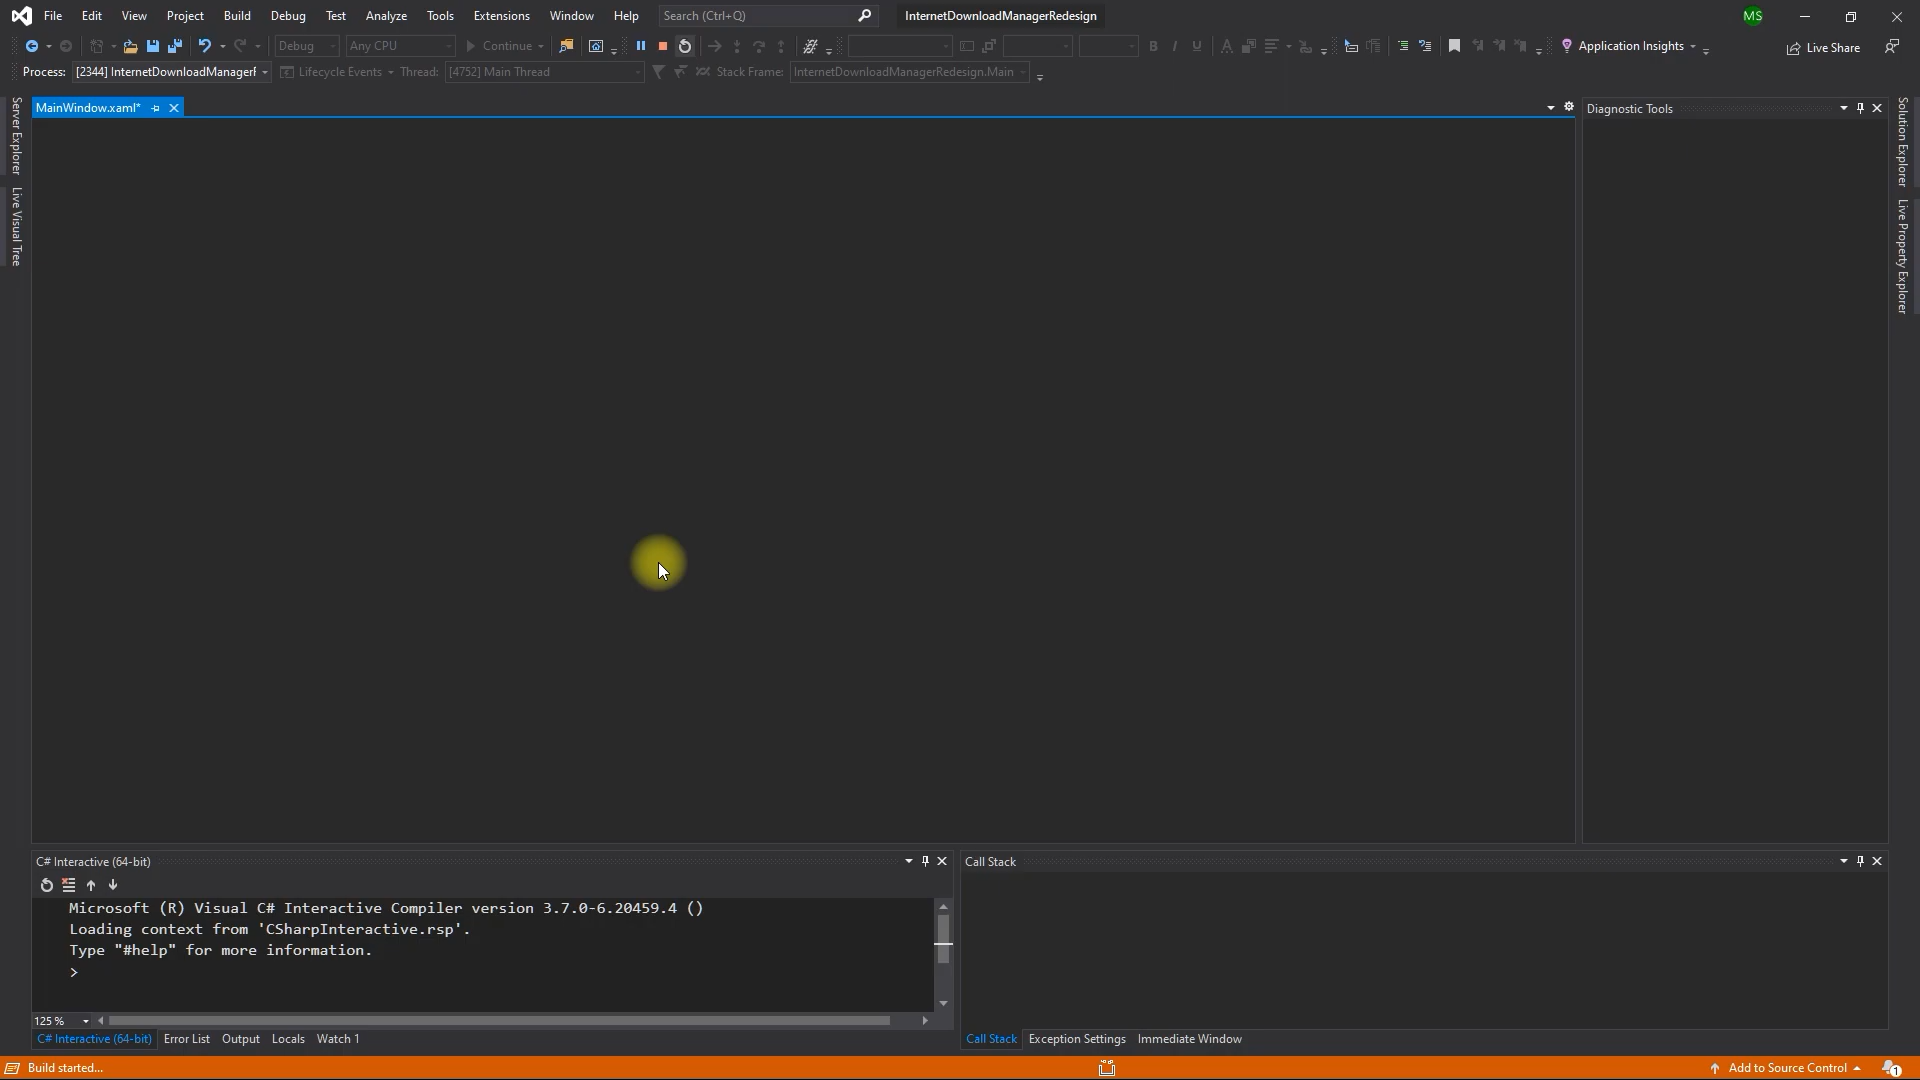 File Edit View Project Build Debug Test Analyze Tools Extensions Window Help Search (Ctrl+Q) InternetDownloadManagerRedesign MS
Debug Any CPU Continue Application Insights Live Share
Process: [2344] InternetDownloadManagerF Lifecycle Events Thread: [4752] Main Thread Stack Frame: InternetDownloadManagerRedesign.Main
Server Explorer
Live Visual Tree
MainWindow.xaml*
Diagnostic Tools
Solution Explorer
Live Property Explorer
C# Interactive (64-bit)
Microsoft (R) Visual C# Interactive Compiler version 3.7.0-6.20459.4 ()
Loading context from 'CSharpInteractive.rsp'.
Type "#help" for more information.
>
125 %
C# Interactive (64-bit) Error List Output Locals Watch 1
Call Stack
Call Stack Exception Settings Immediate Window
Build started... Add to Source Control 1